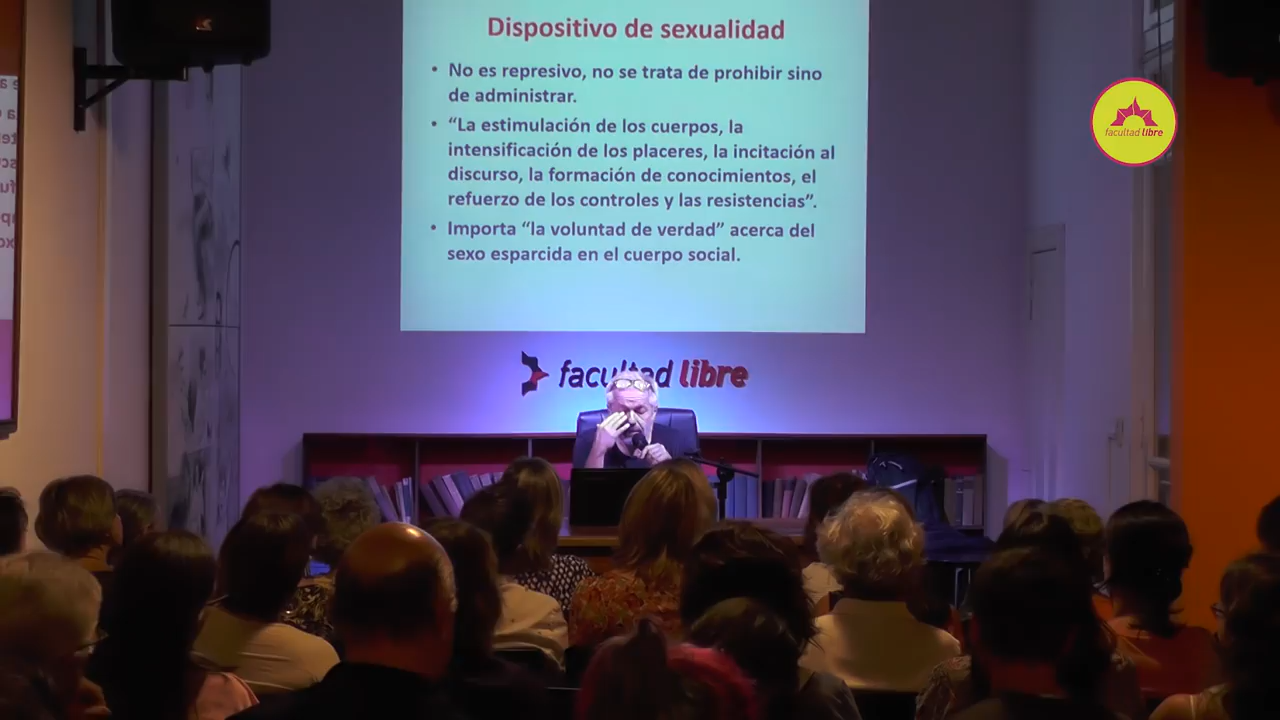 Dispositivo de sexualidad
• No es represivo, no se trata de prohibir sino
de administrar.
• “La estimulación de los cuerpos, la
intensificación de los placeres, la incitación al
discurso, la formación de conocimientos, el
refuerzo de los controles y las resistencias”.
• Importa “la voluntad de verdad” acerca del
sexo esparcida en el cuerpo social.
facultad libre
facultad libre